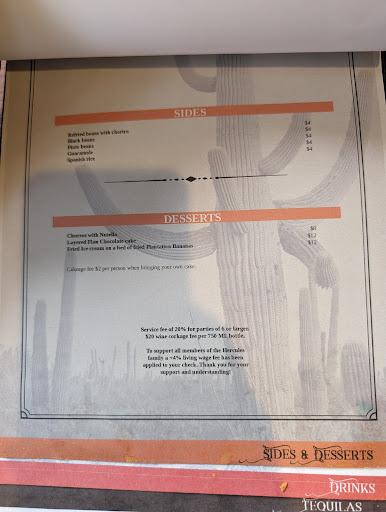 SIDES
Refried beans with chorizo $4
Black beans $4
Pinto beans $4
Guacamole $4
Spanish rice $4
DESSERTS
Churros with Nutella $8
Layered Flan Chocolate cake $12
Fried Ice cream on a bed of fried Plantation Bananas $12
Cakeage fee $2 per person when bringing your own cake.
Service fee of 20% for parties of 6 or larger.
$20 wine corkage fee per 750 ML bottle.
To support all members of the Hercules
family a +4% living wage fee has been
applied to your check. Thank you for your
support and understanding!
SIDES & DESSERTS
DRINKS
TEQUILAS